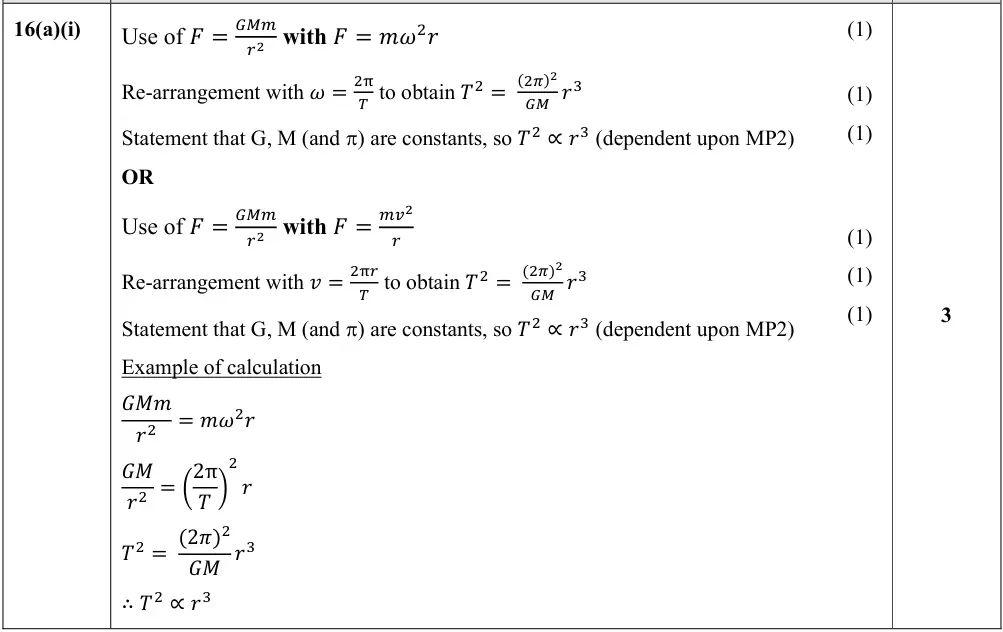 16(a)(i)
Use of 𝐹 = 𝐺𝑀𝑚/𝑟² with 𝐹 = 𝑚𝜔²𝑟 (1)
Re-arrangement with 𝜔 = 2π/𝑇 to obtain 𝑇² = (2𝜋)²/𝐺𝑀 𝑟³ (1)
Statement that G, M (and π) are constants, so 𝑇² ∝ 𝑟³ (dependent upon MP2) (1)
OR
Use of 𝐹 = 𝐺𝑀𝑚/𝑟² with 𝐹 = 𝑚𝑣²/𝑟 (1)
Re-arrangement with 𝑣 = 2π𝑟/𝑇 to obtain 𝑇² = (2𝜋)²/𝐺𝑀 𝑟³ (1)
Statement that G, M (and π) are constants, so 𝑇² ∝ 𝑟³ (dependent upon MP2) (1)
3
Example of calculation
𝐺𝑀𝑚/𝑟² = 𝑚𝜔²𝑟
𝐺𝑀/𝑟² = (2π/𝑇)² 𝑟
𝑇² = (2𝜋)²/𝐺𝑀 𝑟³
∴ 𝑇² ∝ 𝑟³